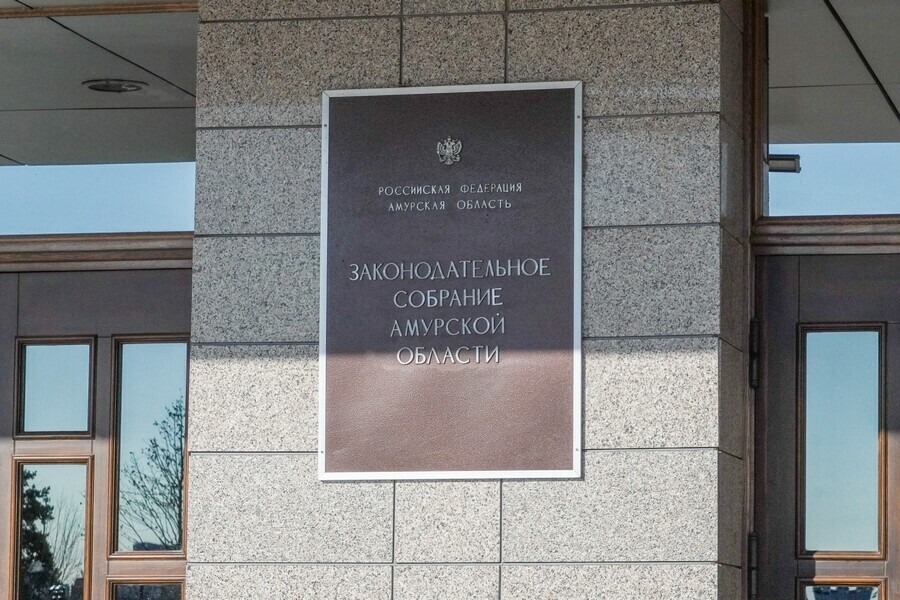 РОССИЙСКАЯ ФЕДЕРАЦИЯ
АМУРСКАЯ ОБЛАСТЬ
ЗАКОНОДАТЕЛЬНОЕ
СОБРАНИЕ
АМУРСКОЙ
ОБЛАСТИ